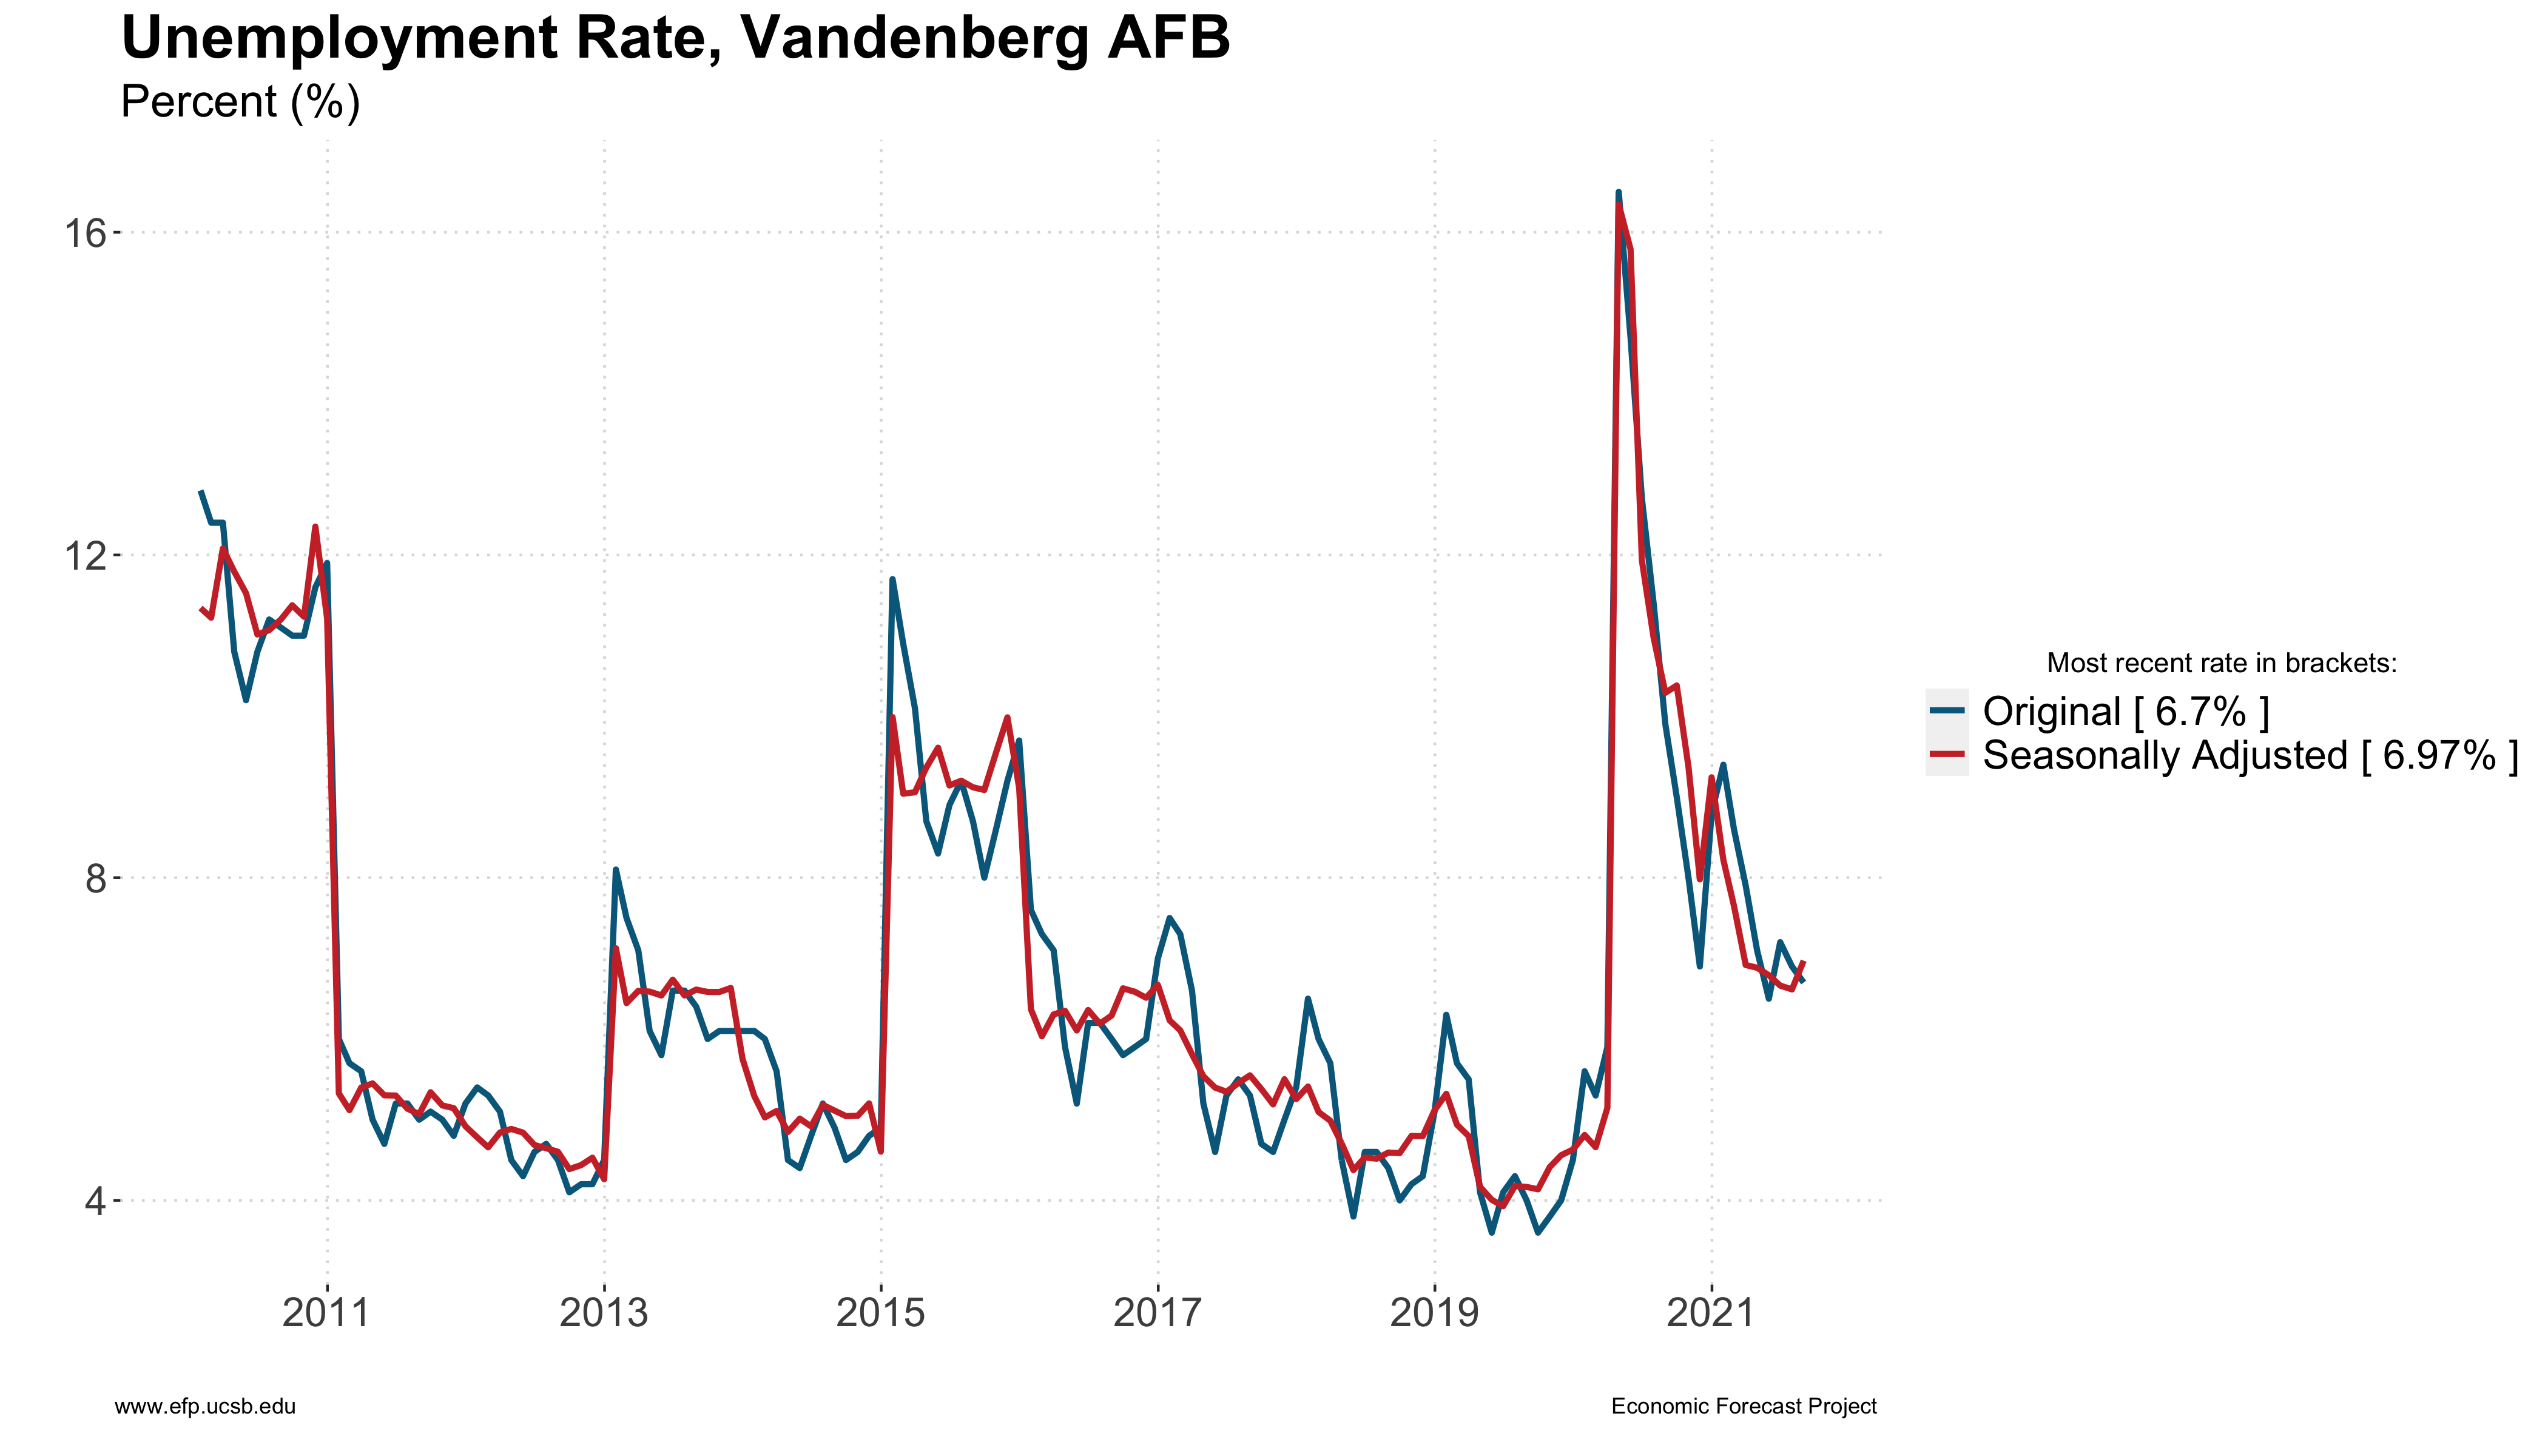 Unemployment Rate, Vandenberg AFB
Percent (%)
16
12
8
4
2011 2013 2015 2017 2019 2021
Most recent rate in brackets:
Original [ 6.7% ]
Seasonally Adjusted [ 6.97% ]
www.efp.ucsb.edu
Economic Forecast Project